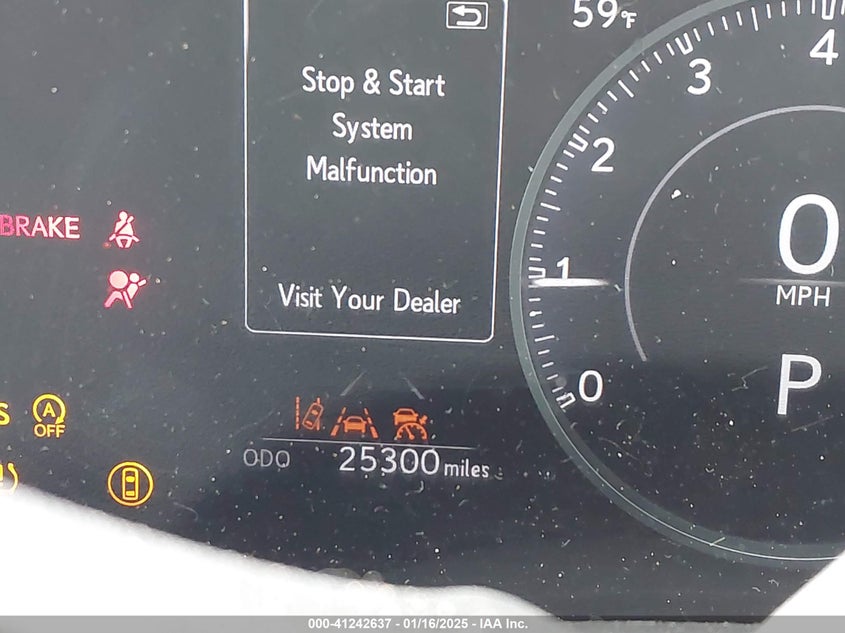 59°F
4
3
Stop & Start
System
Malfunction
2
BRAKE
0
1
MPH
Visit Your Dealer
0
P
A
OFF
ODO 25300 miles
000-41242637 - 01/16/2025 - IAA Inc.